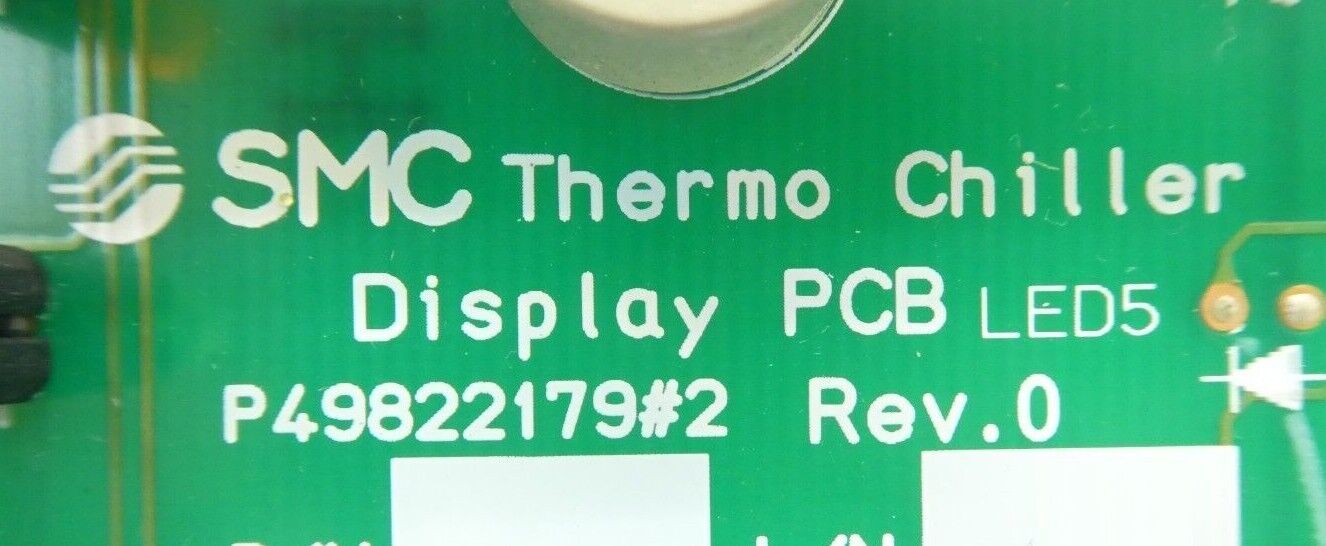 SMC Thermo Chiller
Display PCB LED5
P49822179#2 Rev.0